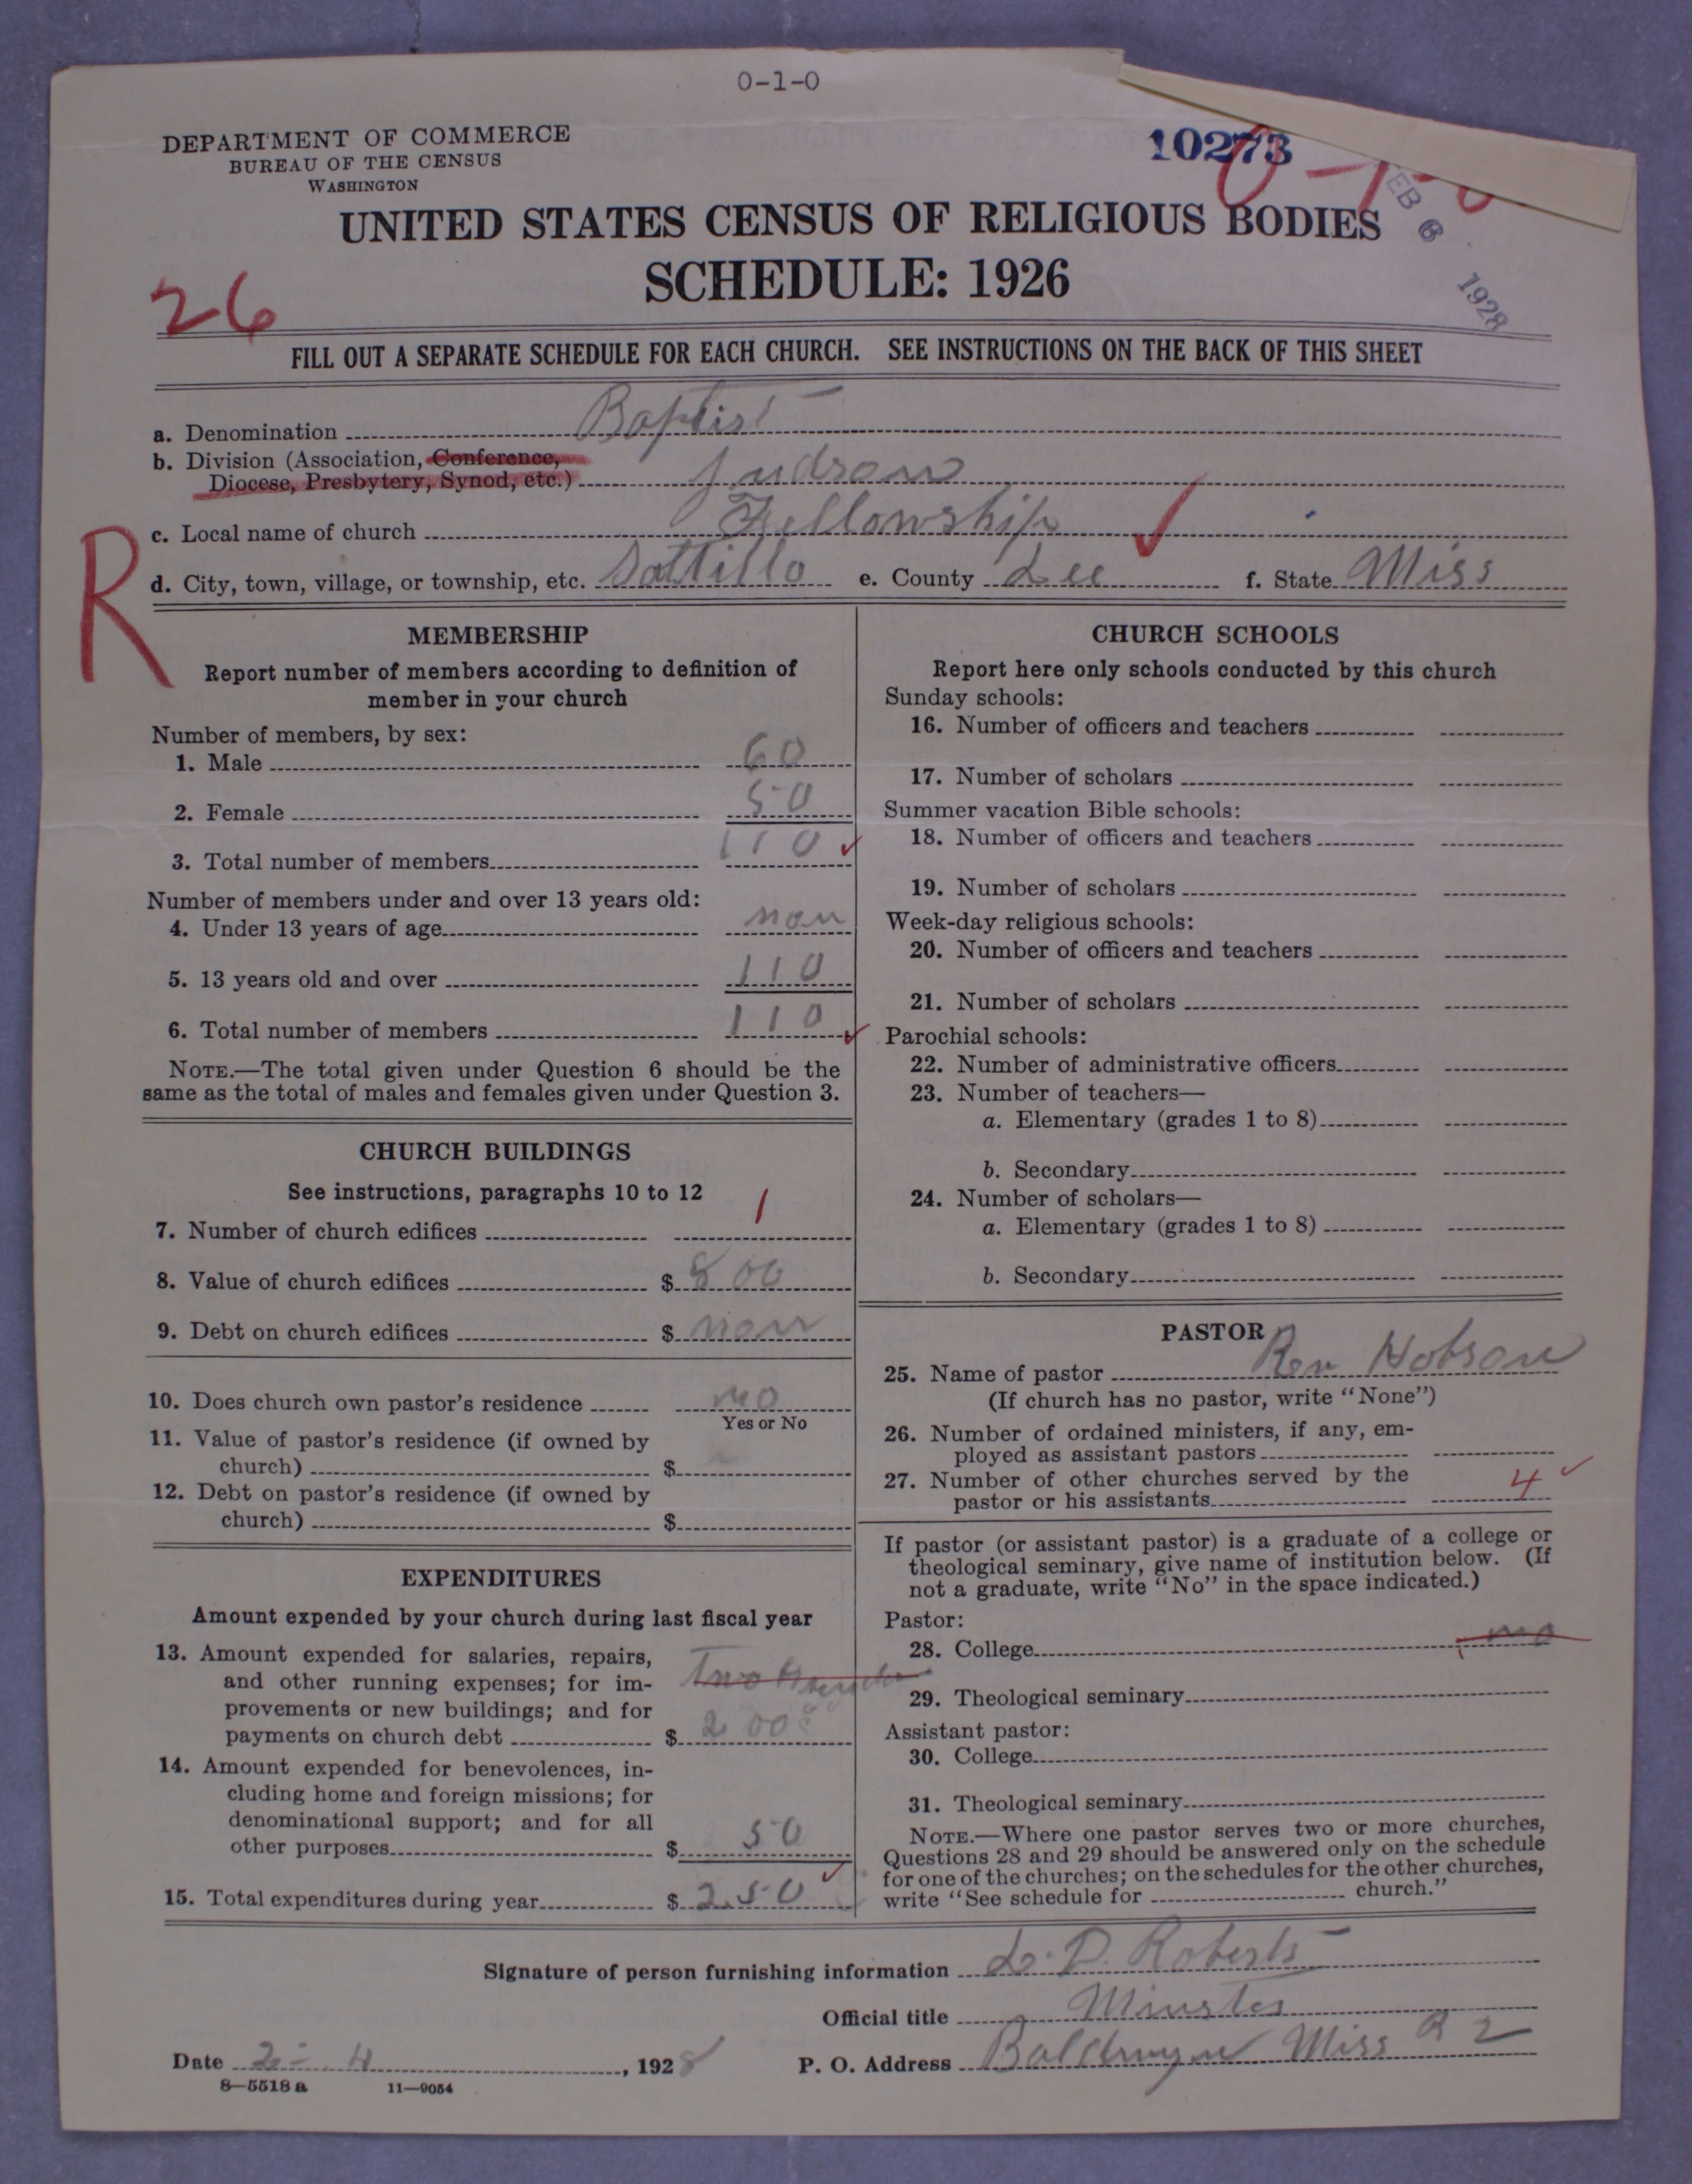 0-1-0
DEPARTMENT OF COMMERCE
BUREAU OF THE CENSUS
WASHINGTON
10273
EB 6 1928
UNITED STATES CENSUS OF RELIGIOUS BODIES
SCHEDULE: 1926
26
FILL OUT A SEPARATE SCHEDULE FOR EACH CHURCH. SEE INSTRUCTIONS ON THE BACK OF THIS SHEET
a. Denomination Baptist
b. Division (Association, Conference,
Diocese, Presbytery, Synod, etc.) Judson
c. Local name of church Fellowship ✓
R
d. City, town, village, or township, etc. Saltillo e. County Lee f. State Miss
MEMBERSHIP
Report number of members according to definition of
member in your church
Number of members, by sex:
1. Male 60
2. Female 50
3. Total number of members 110 ✓
Number of members under and over 13 years old:
4. Under 13 years of age non
5. 13 years old and over 110
6. Total number of members 110 ✓
NOTE.—The total given under Question 6 should be the
same as the total of males and females given under Question 3.
CHURCH BUILDINGS
See instructions, paragraphs 10 to 12
7. Number of church edifices 1
8. Value of church edifices $ 800
9. Debt on church edifices $ non
10. Does church own pastor's residence no
Yes or No
11. Value of pastor's residence (if owned by
church) $
12. Debt on pastor's residence (if owned by
church) $
EXPENDITURES
Amount expended by your church during last fiscal year
13. Amount expended for salaries, repairs,
and other running expenses; for im- Two
provements or new buildings; and for
payments on church debt $ 200
14. Amount expended for benevolences, in-
cluding home and foreign missions; for
denominational support; and for all
other purposes $ 50
15. Total expenditures during year $ 250 ✓
CHURCH SCHOOLS
Report here only schools conducted by this church
Sunday schools:
16. Number of officers and teachers
17. Number of scholars
Summer vacation Bible schools:
18. Number of officers and teachers
19. Number of scholars
Week-day religious schools:
20. Number of officers and teachers
21. Number of scholars
Parochial schools:
22. Number of administrative officers
23. Number of teachers—
a. Elementary (grades 1 to 8)
b. Secondary
24. Number of scholars—
a. Elementary (grades 1 to 8)
b. Secondary
PASTOR
25. Name of pastor Rev Hobson
(If church has no pastor, write "None")
26. Number of ordained ministers, if any, em-
ployed as assistant pastors
27. Number of other churches served by the
pastor or his assistants 4 ✓
If pastor (or assistant pastor) is a graduate of a college or
theological seminary, give name of institution below. (If
not a graduate, write "No" in the space indicated.)
Pastor:
28. College no
29. Theological seminary
Assistant pastor:
30. College
31. Theological seminary
NOTE.—Where one pastor serves two or more churches,
Questions 28 and 29 should be answered only on the schedule
for one of the churches; on the schedules for the other churches,
write "See schedule for church."
Signature of person furnishing information L. D. Roberts
Official title Minister
Date 2-4, 1928 P. O. Address Baldwyn Miss R 2
8—5518a 11—9054